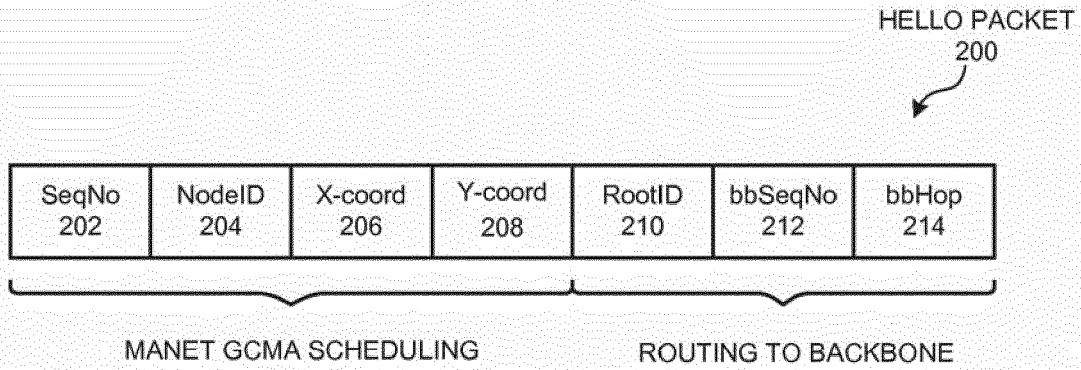 HELLO PACKET
200
SeqNo NodeID X-coord Y-coord RootID bbSeqNo bbHop
202 204 206 208 210 212 214
MANET GCMA SCHEDULING ROUTING TO BACKBONE